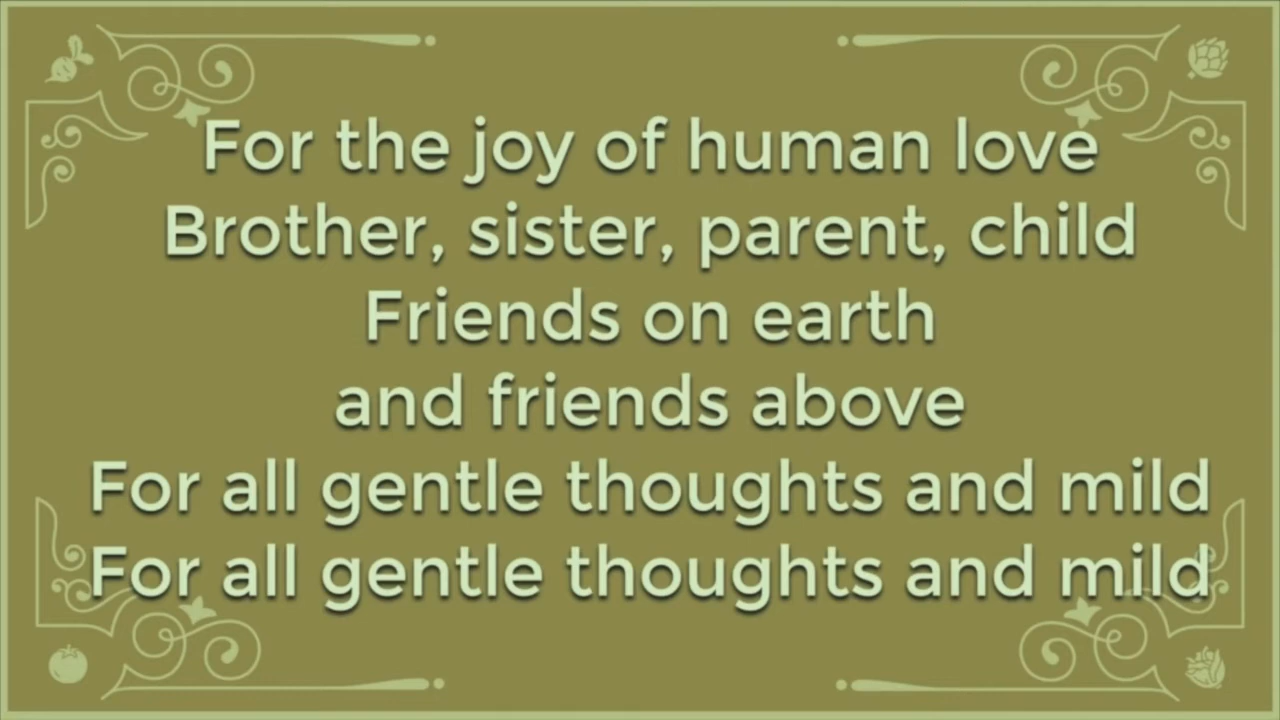 For the joy of human love
Brother, sister, parent, child
Friends on earth
and friends above
For all gentle thoughts and mild
For all gentle thoughts and mild